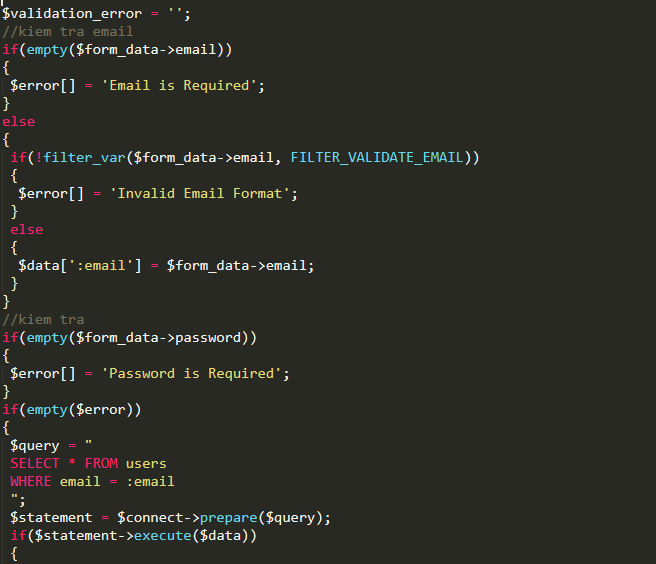 $validation_error = '';
//kiem tra email
if(empty($form_data->email))
{
$error[] = 'Email is Required';
}
else
{
if(!filter_var($form_data->email, FILTER_VALIDATE_EMAIL))
{
$error[] = 'Invalid Email Format';
}
else
{
$data[':email'] = $form_data->email;
}
}
//kiem tra
if(empty($form_data->password))
{
$error[] = 'Password is Required';
}
if(empty($error))
{
$query = "
SELECT * FROM users
WHERE email = :email
";
$statement = $connect->prepare($query);
if($statement->execute($data))
{